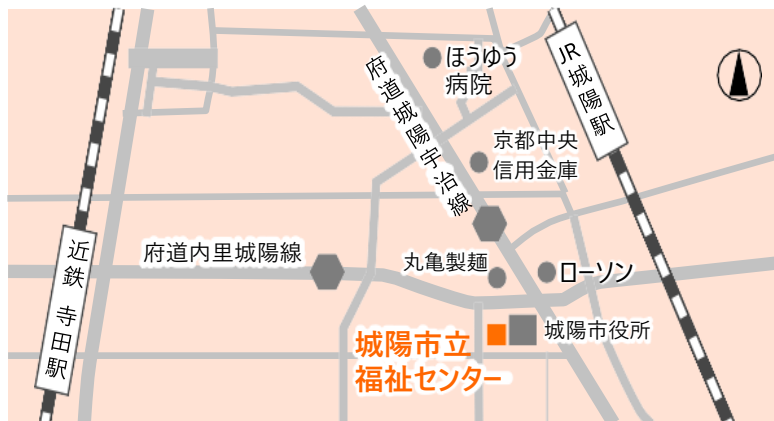 ほうゆう
病院
JR城陽駅
府道城陽宇治線
京都中央
信用金庫
近鉄 寺田駅
府道内里城陽線
丸亀製麺
ローソン
城陽市役所
城陽市立
福祉センター